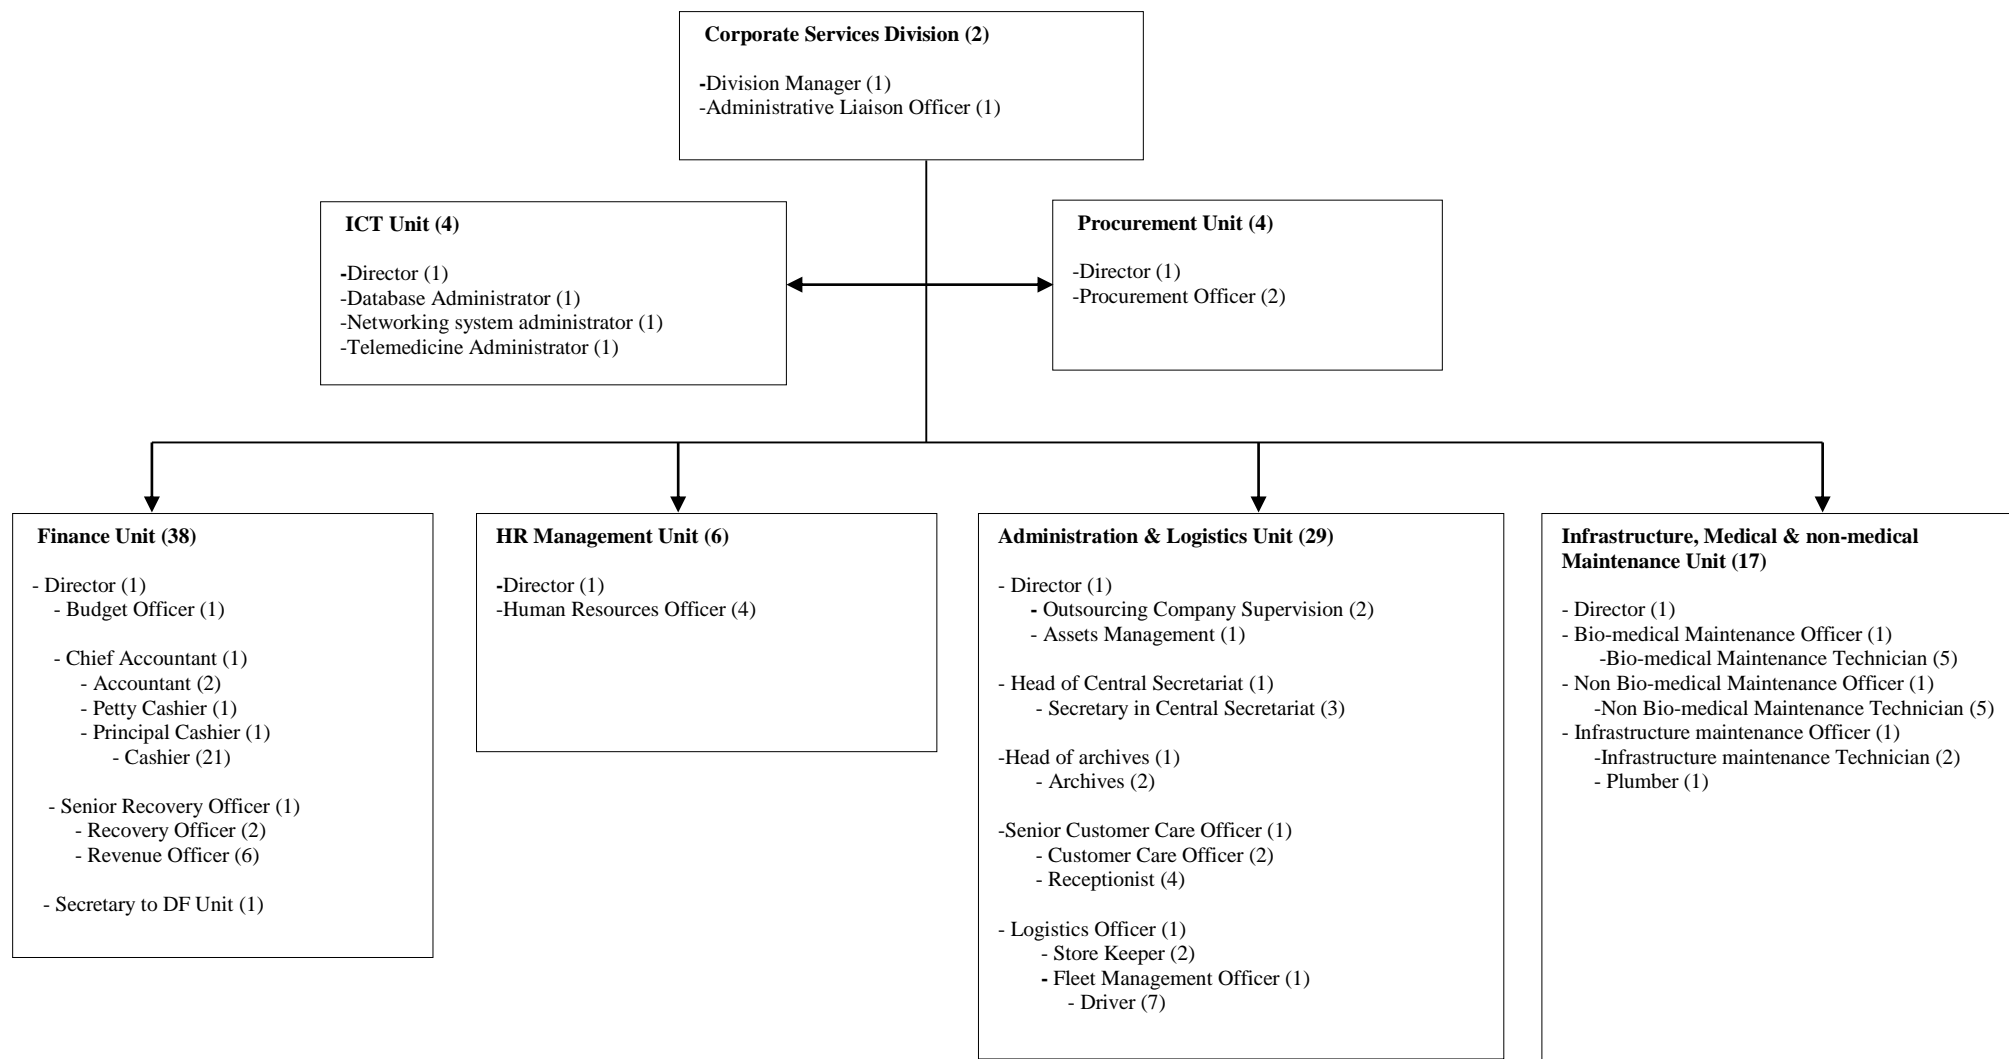 Corporate Services Division (2)
-Division Manager (1)
-Administrative Liaison Officer (1)
ICT Unit (4)
-Director (1)
-Database Administrator (1)
-Networking system administrator (1)
-Telemedicine Administrator (1)
Procurement Unit (4)
-Director (1)
-Procurement Officer (2)
Finance Unit (38)
- Director (1)
- Budget Officer (1)
- Chief Accountant (1)
- Accountant (2)
- Petty Cashier (1)
- Principal Cashier (1)
- Cashier (21)
- Senior Recovery Officer (1)
- Recovery Officer (2)
- Revenue Officer (6)
- Secretary to DF Unit (1)
HR Management Unit (6)
-Director (1)
-Human Resources Officer (4)
Administration & Logistics Unit (29)
- Director (1)
- Outsourcing Company Supervision (2)
- Assets Management (1)
- Head of Central Secretariat (1)
- Secretary in Central Secretariat (3)
-Head of archives (1)
- Archives (2)
-Senior Customer Care Officer (1)
- Customer Care Officer (2)
- Receptionist (4)
- Logistics Officer (1)
- Store Keeper (2)
- Fleet Management Officer (1)
- Driver (7)
Infrastructure, Medical & non-medical
Maintenance Unit (17)
- Director (1)
- Bio-medical Maintenance Officer (1)
-Bio-medical Maintenance Technician (5)
- Non Bio-medical Maintenance Officer (1)
-Non Bio-medical Maintenance Technician (5)
- Infrastructure maintenance Officer (1)
-Infrastructure maintenance Technician (2)
- Plumber (1)